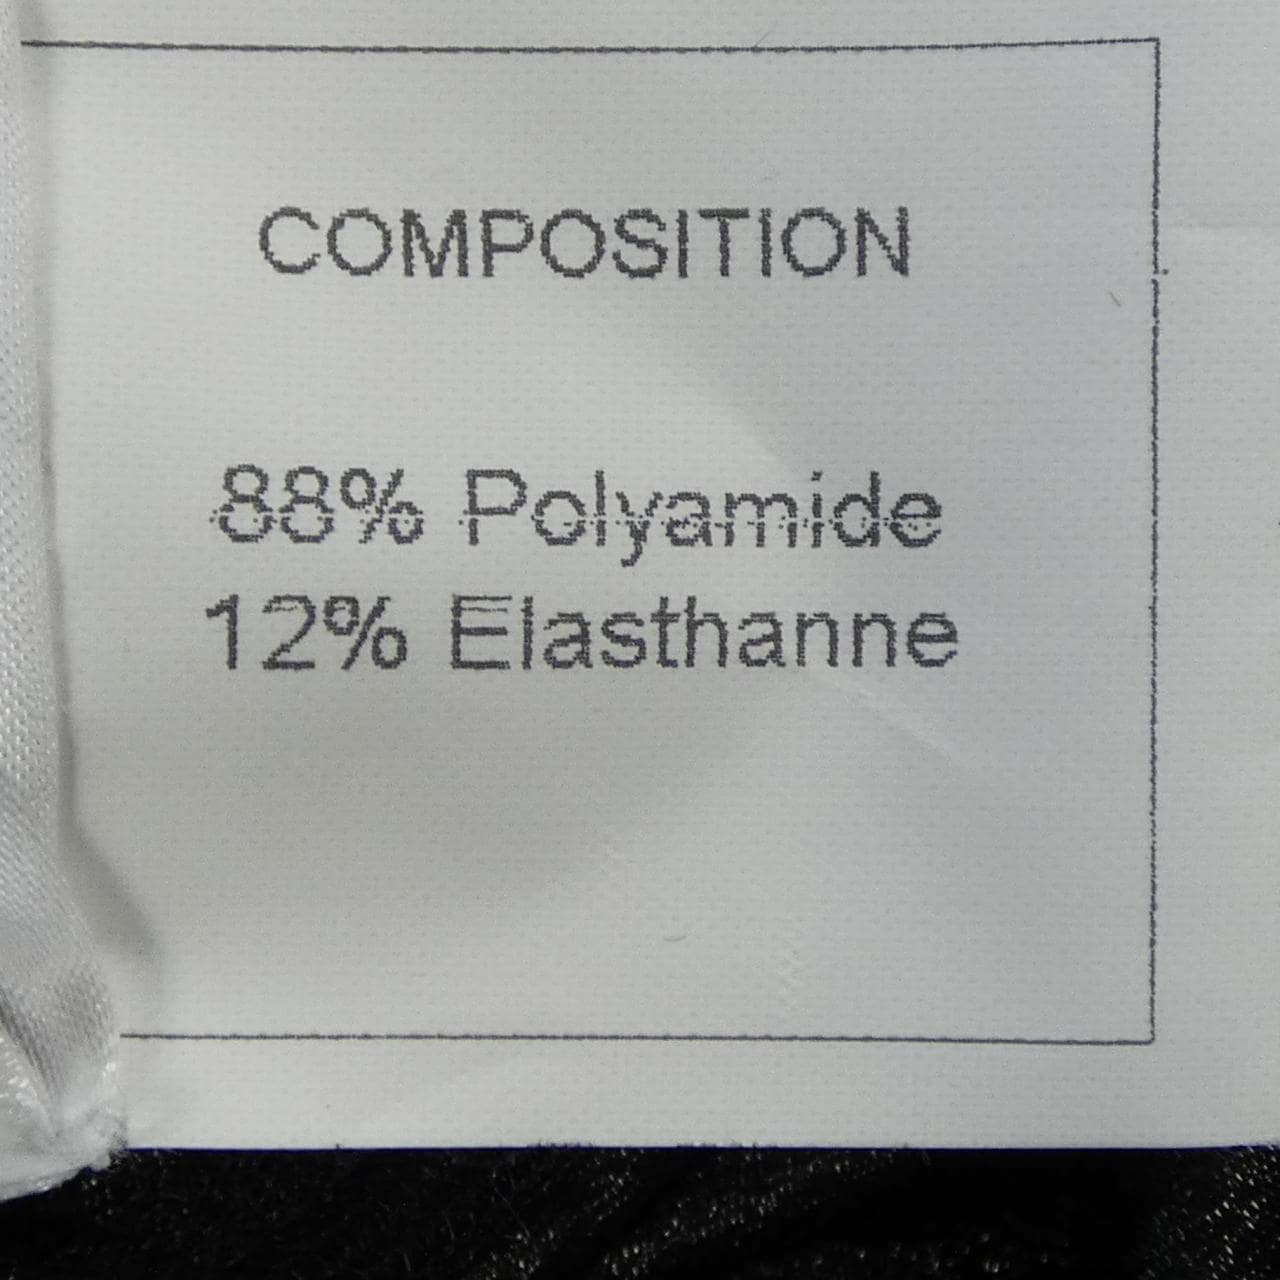 COMPOSITION
88% Polyamide
12% Elasthanne